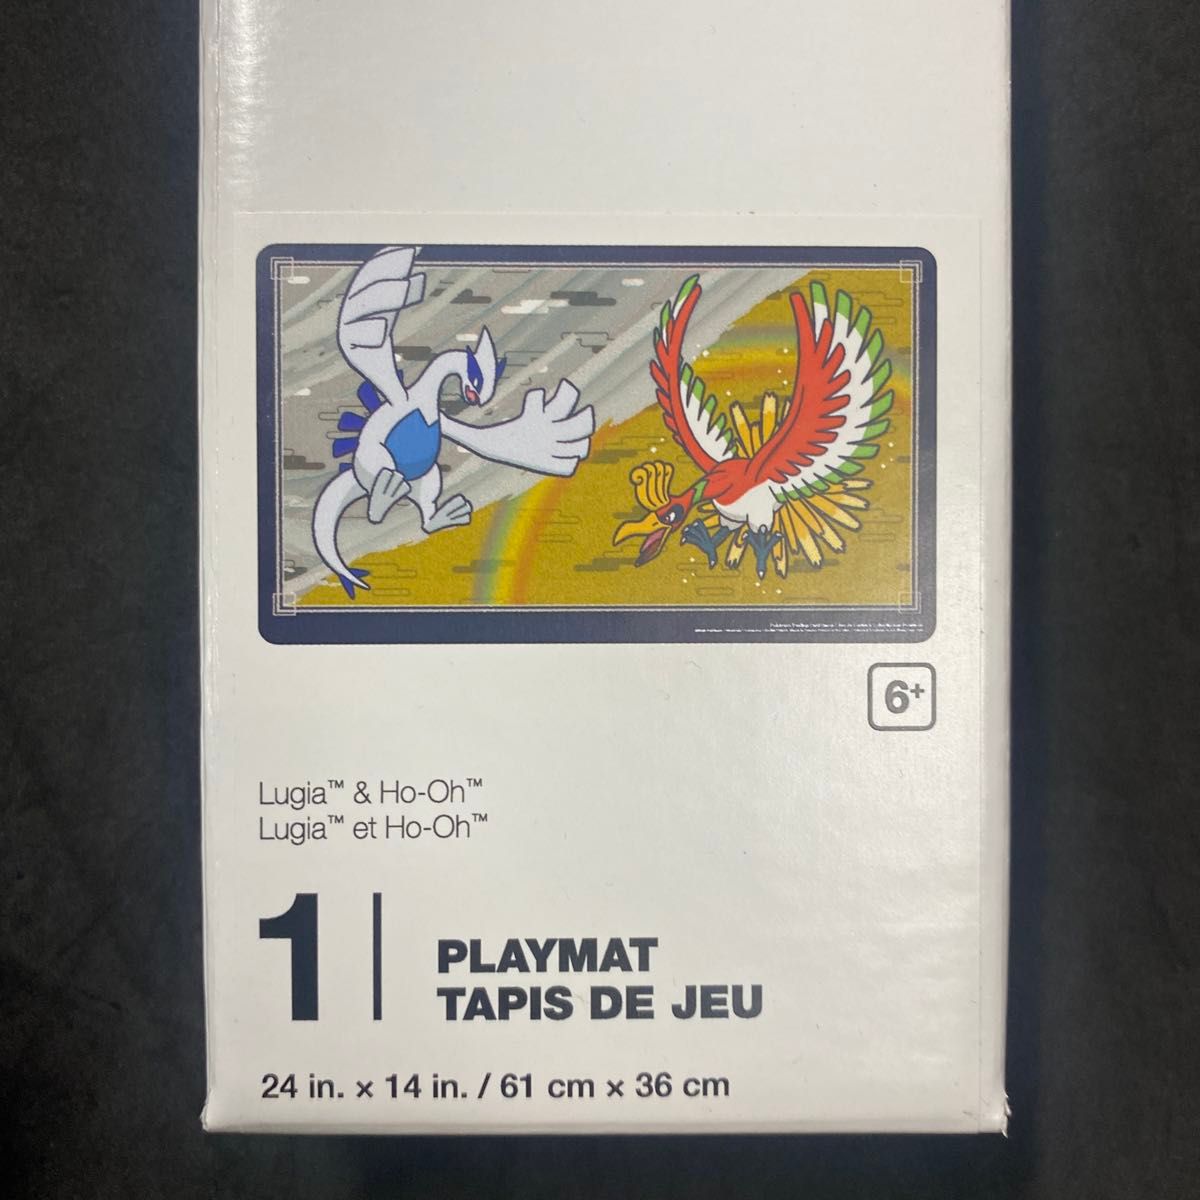 6+
Lugia™ & Ho-Oh™
Lugia™ et Ho-Oh™
1
PLAYMAT
TAPIS DE JEU
24 in. x 14 in. / 61 cm x 36 cm